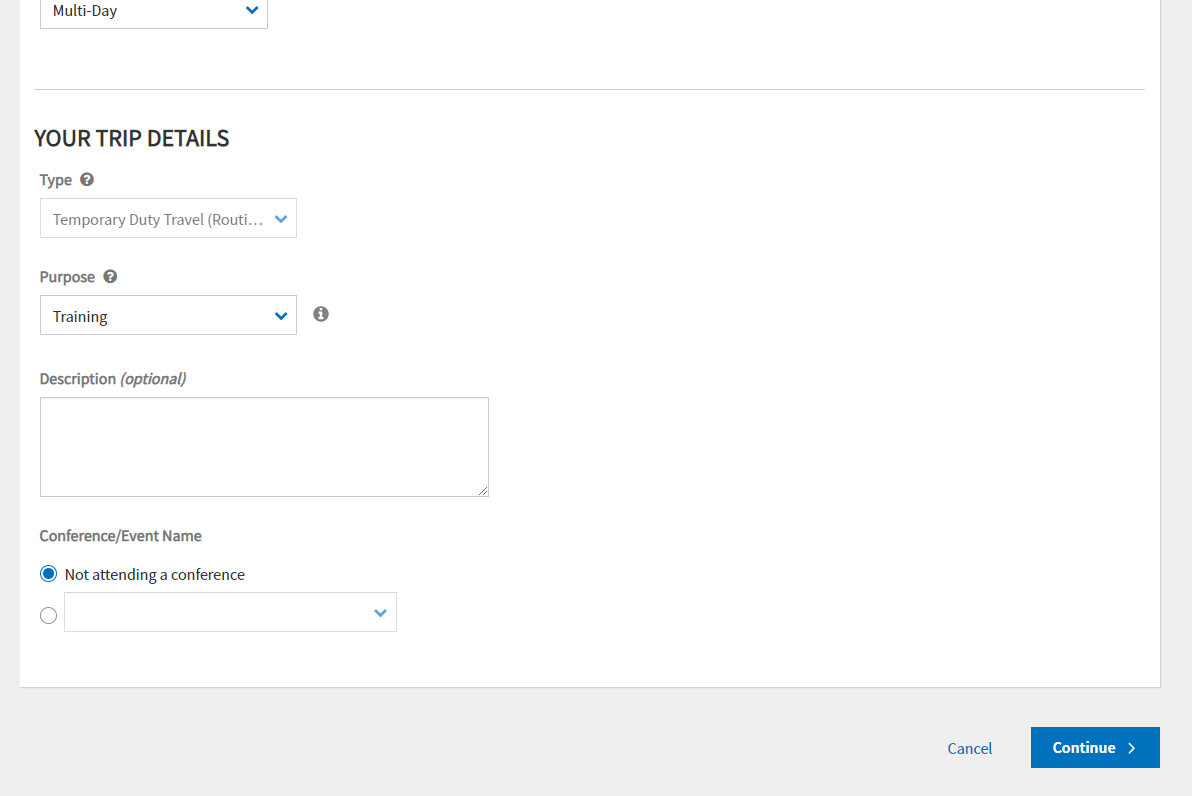 Multi-Day
YOUR TRIP DETAILS
Type
Temporary Duty Travel (Routi...
Purpose
Training
Description (optional)
Conference/Event Name
Not attending a conference
Cancel
Continue